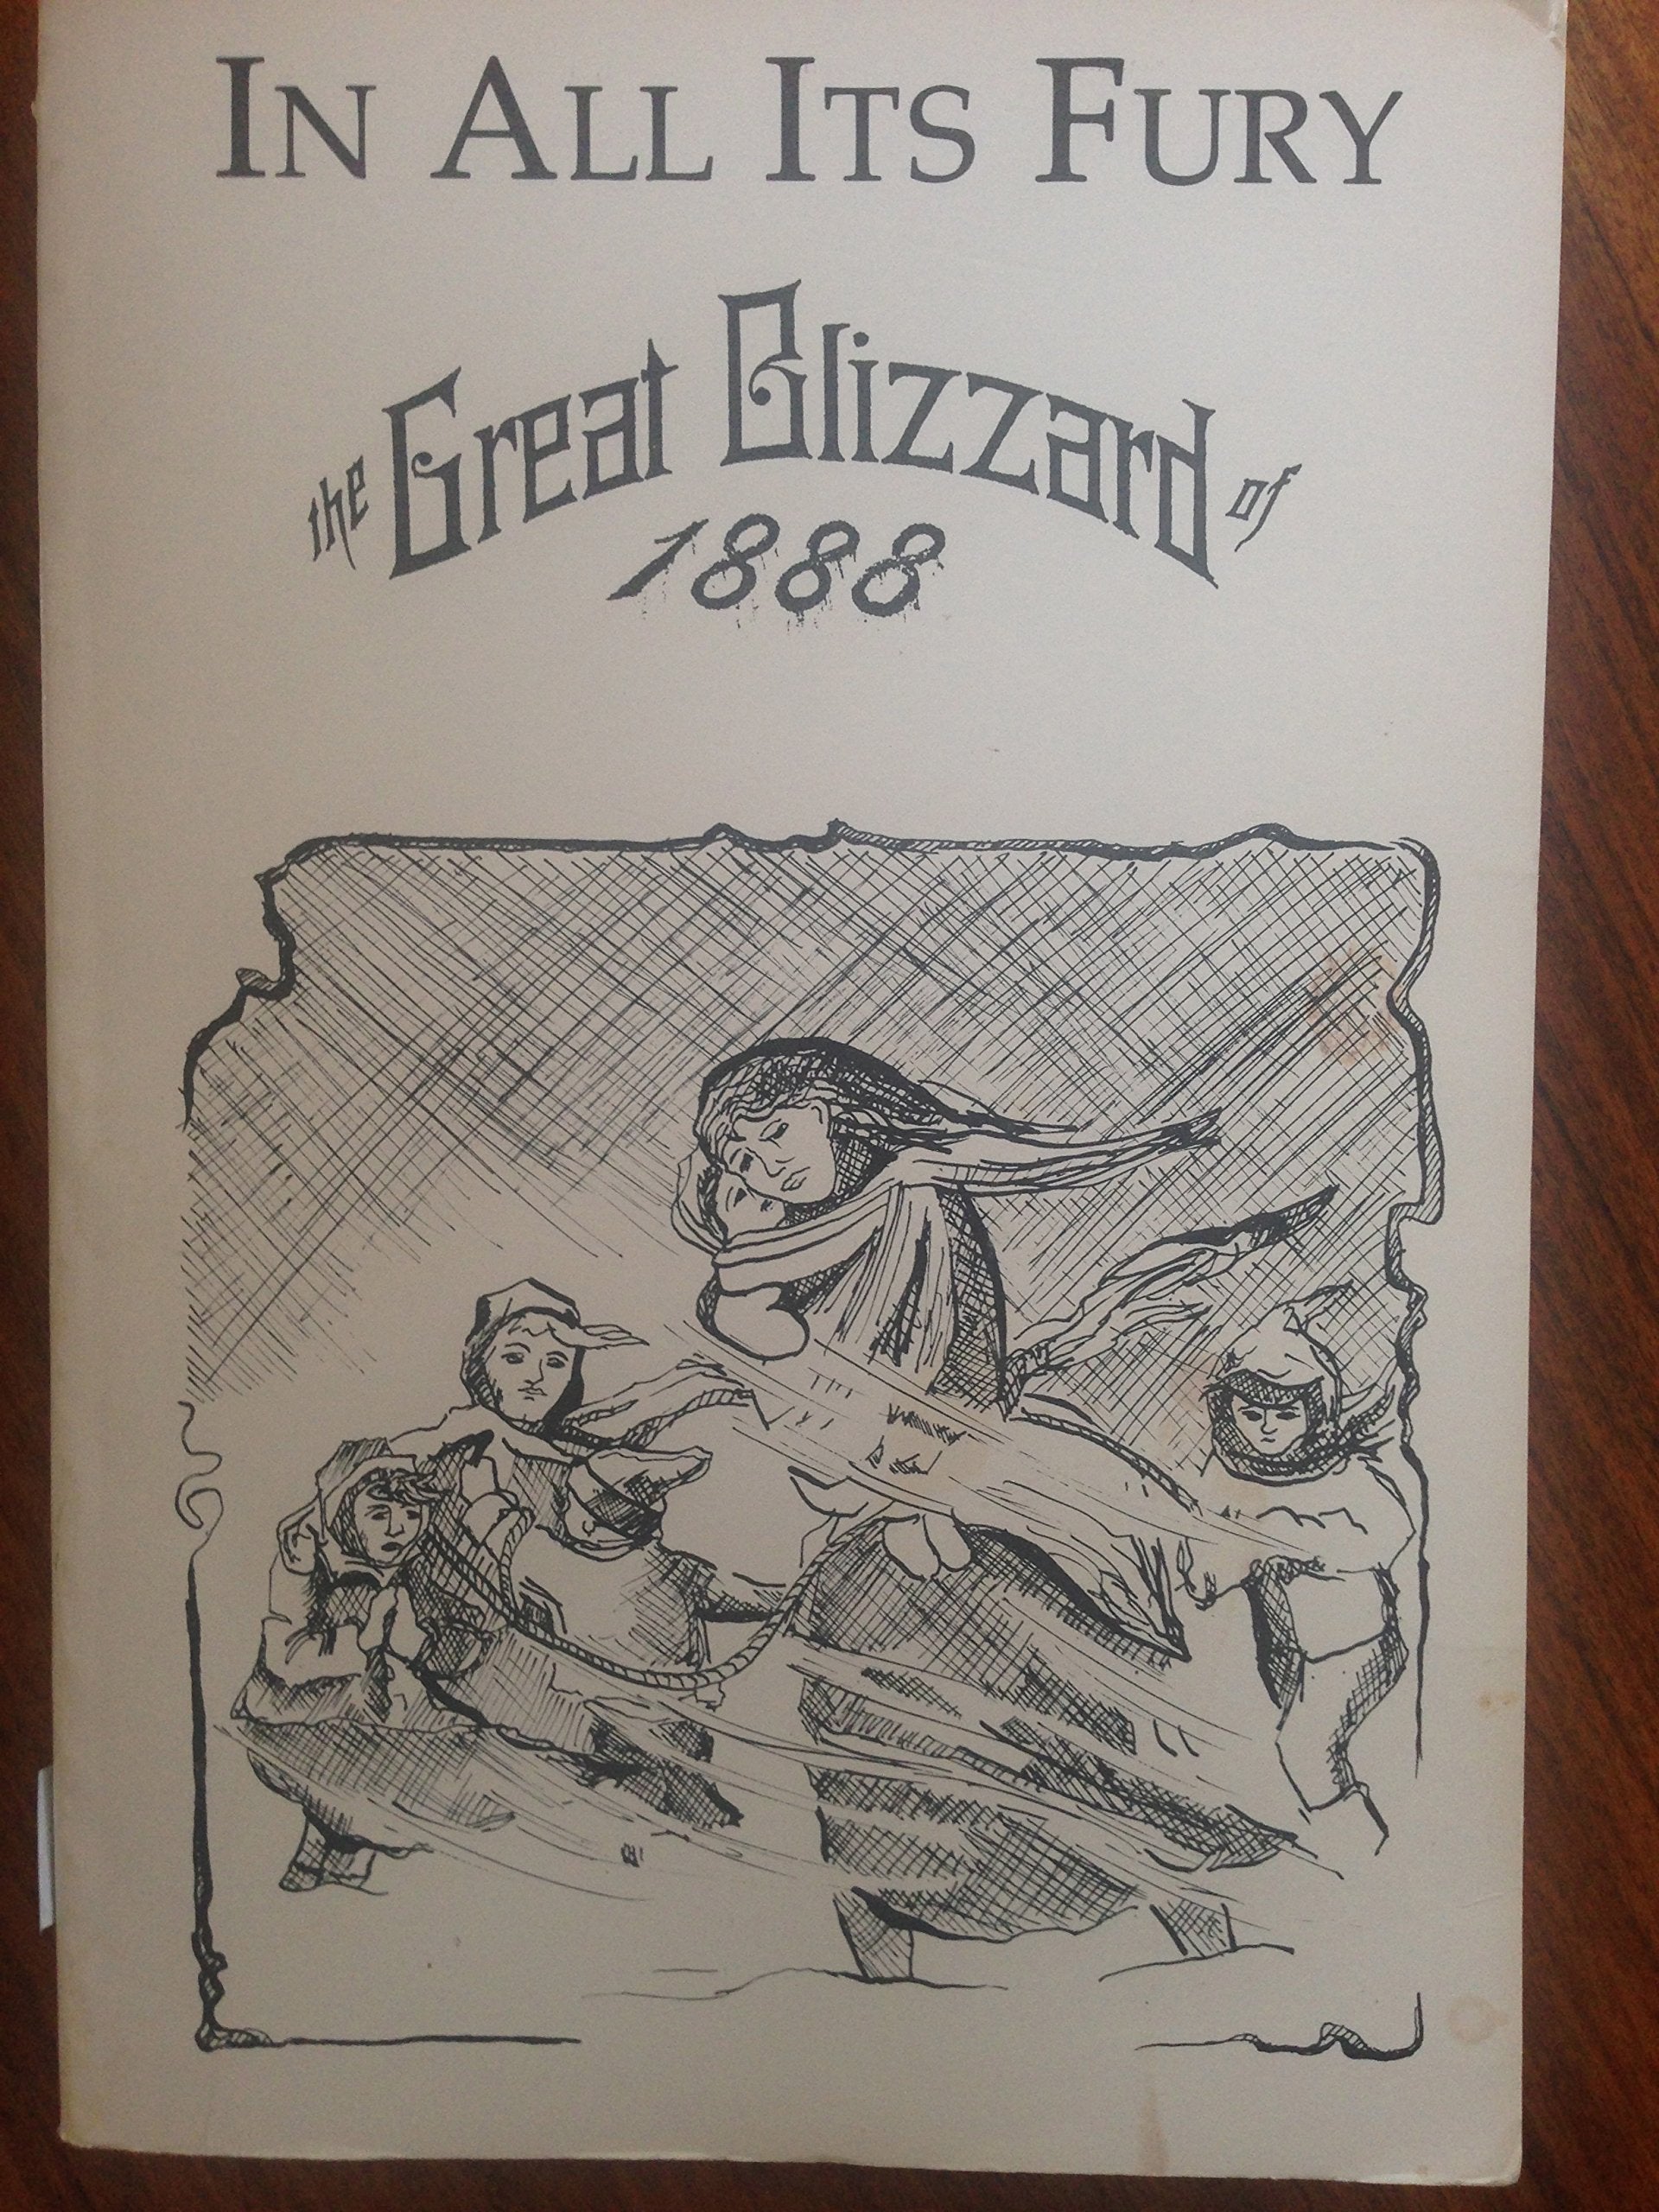 IN ALL ITS FURY
the Great Blizzard of
1888